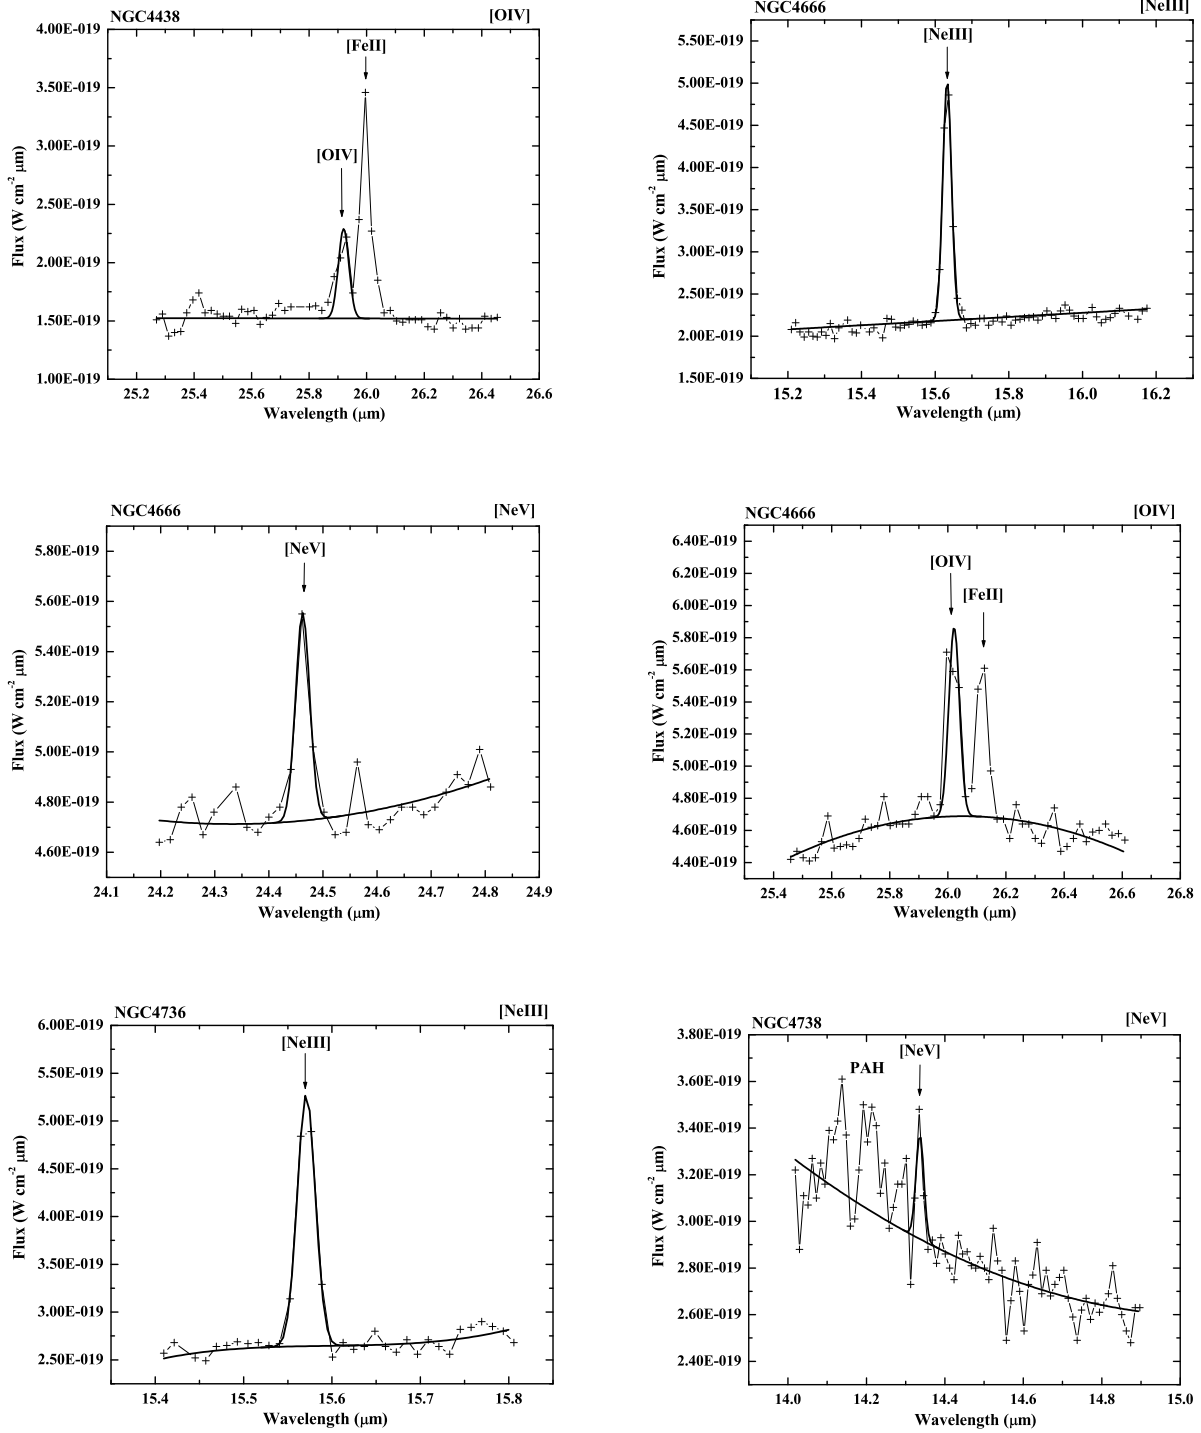 NGC4438 [OIV]
[FeII]
[OIV]
4.00E-019
3.50E-019
3.00E-019
2.50E-019
2.00E-019
1.50E-019
1.00E-019
Flux (W cm-2 μm)
25.2 25.4 25.6 25.8 26.0 26.2 26.4 26.6
Wavelength (μm)
NGC4666 [NeIII]
[NeIII]
5.50E-019
5.00E-019
4.50E-019
4.00E-019
3.50E-019
3.00E-019
2.50E-019
2.00E-019
1.50E-019
Flux (W cm-2 μm)
15.2 15.4 15.6 15.8 16.0 16.2
Wavelength (μm)
NGC4666 [NeV]
[NeV]
5.80E-019
5.60E-019
5.40E-019
5.20E-019
5.00E-019
4.80E-019
4.60E-019
Flux (W cm-2 μm)
24.1 24.2 24.3 24.4 24.5 24.6 24.7 24.8 24.9
Wavelength (μm)
NGC4666 [OIV]
[OIV]
[FeII]
6.40E-019
6.20E-019
6.00E-019
5.80E-019
5.60E-019
5.40E-019
5.20E-019
5.00E-019
4.80E-019
4.60E-019
4.40E-019
Flux (W cm-2 μm)
25.4 25.6 25.8 26.0 26.2 26.4 26.6 26.8
Wavelength (μm)
NGC4736 [NeIII]
[NeIII]
6.00E-019
5.50E-019
5.00E-019
4.50E-019
4.00E-019
3.50E-019
3.00E-019
2.50E-019
Flux (W cm-2 μm)
15.4 15.5 15.6 15.7 15.8
Wavelength (μm)
NGC4738 [NeV]
[NeV]
PAH
3.80E-019
3.60E-019
3.40E-019
3.20E-019
3.00E-019
2.80E-019
2.60E-019
2.40E-019
Flux (W cm-2 μm)
14.0 14.2 14.4 14.6 14.8 15.0
Wavelength (μm)